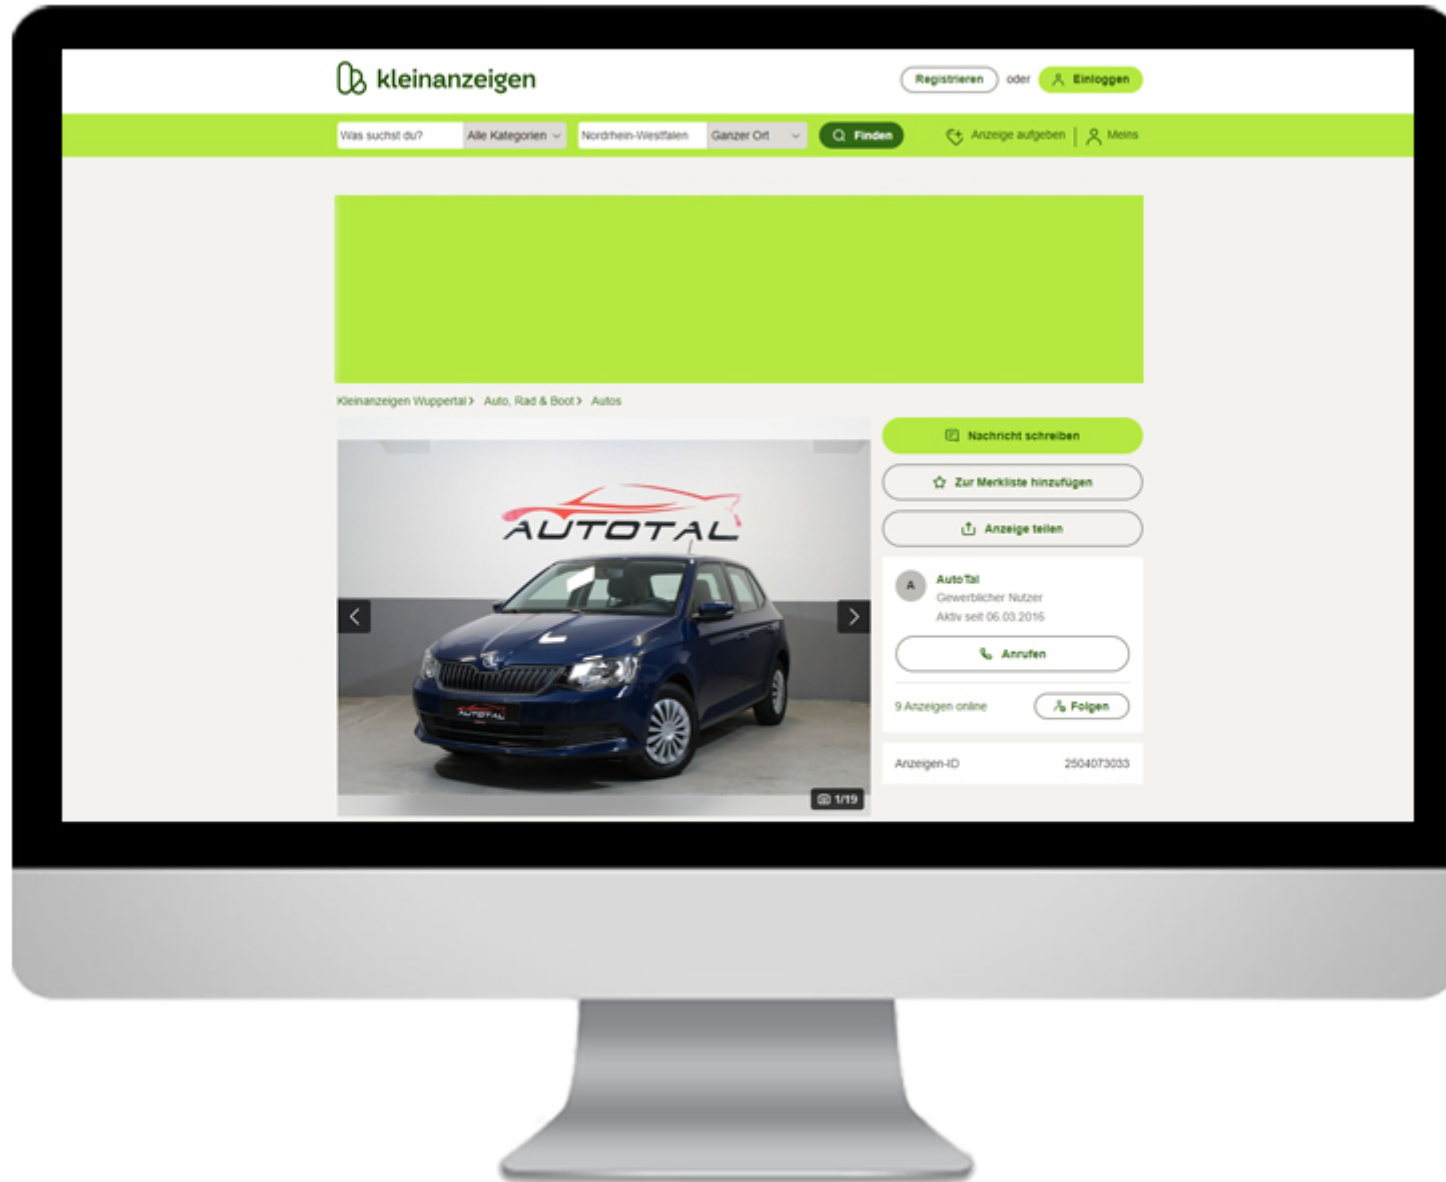 kleinanzeigen
Registrieren oder Einloggen
Was suchst du? Alle Kategorien Nordrhein-Westfalen Ganzer Ort Finden Anzeige aufgeben Meins
Kleinanzeigen Wuppertal Auto, Rad & Boot Autos
Nachricht schreiben
Zur Merkliste hinzufügen
Anzeige teilen
AUTOTAL
A AutoTal
Gewerblicher Nutzer
Aktiv seit 06.03.2016
Anrufen
AUTOTAL
9 Anzeigen online Folgen
Anzeigen-ID 2504073033
1/19